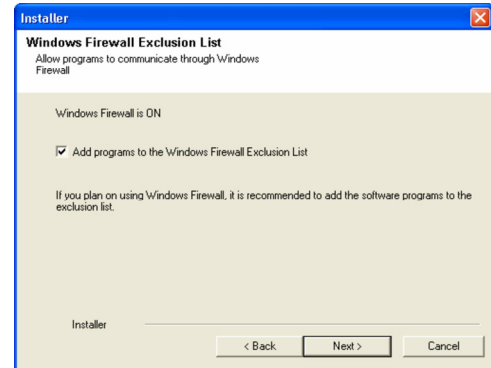 Installer
Windows Firewall Exclusion List
Allow programs to communicate through Windows
Firewall
Windows Firewall is ON
Add programs to the Windows Firewall Exclusion List
If you plan on using Windows Firewall, it is recommended to add the software programs to the
exclusion list.
Installer
< Back Next > Cancel